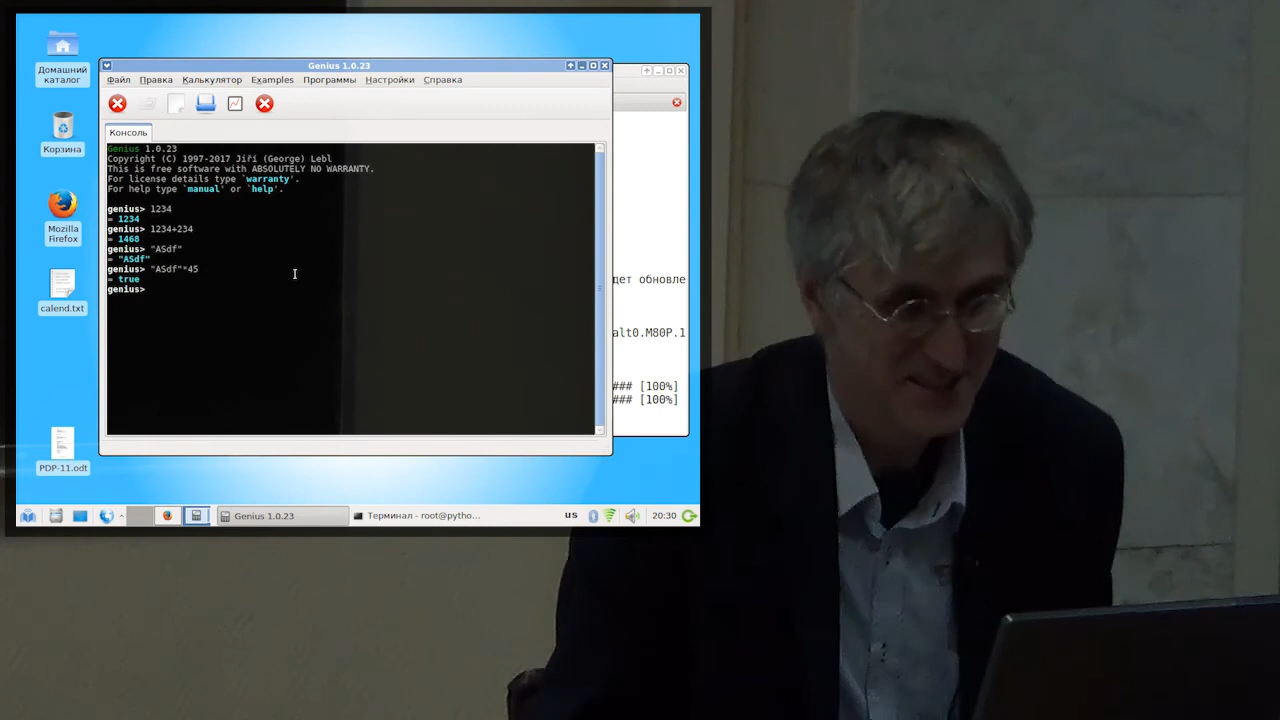 Домашний
каталог
Корзина
Mozilla
Firefox
calend.txt
PDP-11.odt
Genius 1.0.23
Файл Правка Калькулятор Examples Программы Настройки Справка
Консоль
Genius 1.0.23
Copyright (C) 1997-2017 Jiří (George) Lebl
This is free software with ABSOLUTELY NO WARRANTY.
For license details type `warranty'.
For help type `manual' or `help'.
genius> 1234
= 1234
genius> 1234+234
= 1468
genius> "ASdf"
= "ASdf"
genius> "ASdf"*45
= true
genius>
дет обновле
alt0.M80P.1
### [100%]
### [100%]
Genius 1.0.23
Терминал - root@pytho...
us
20:30